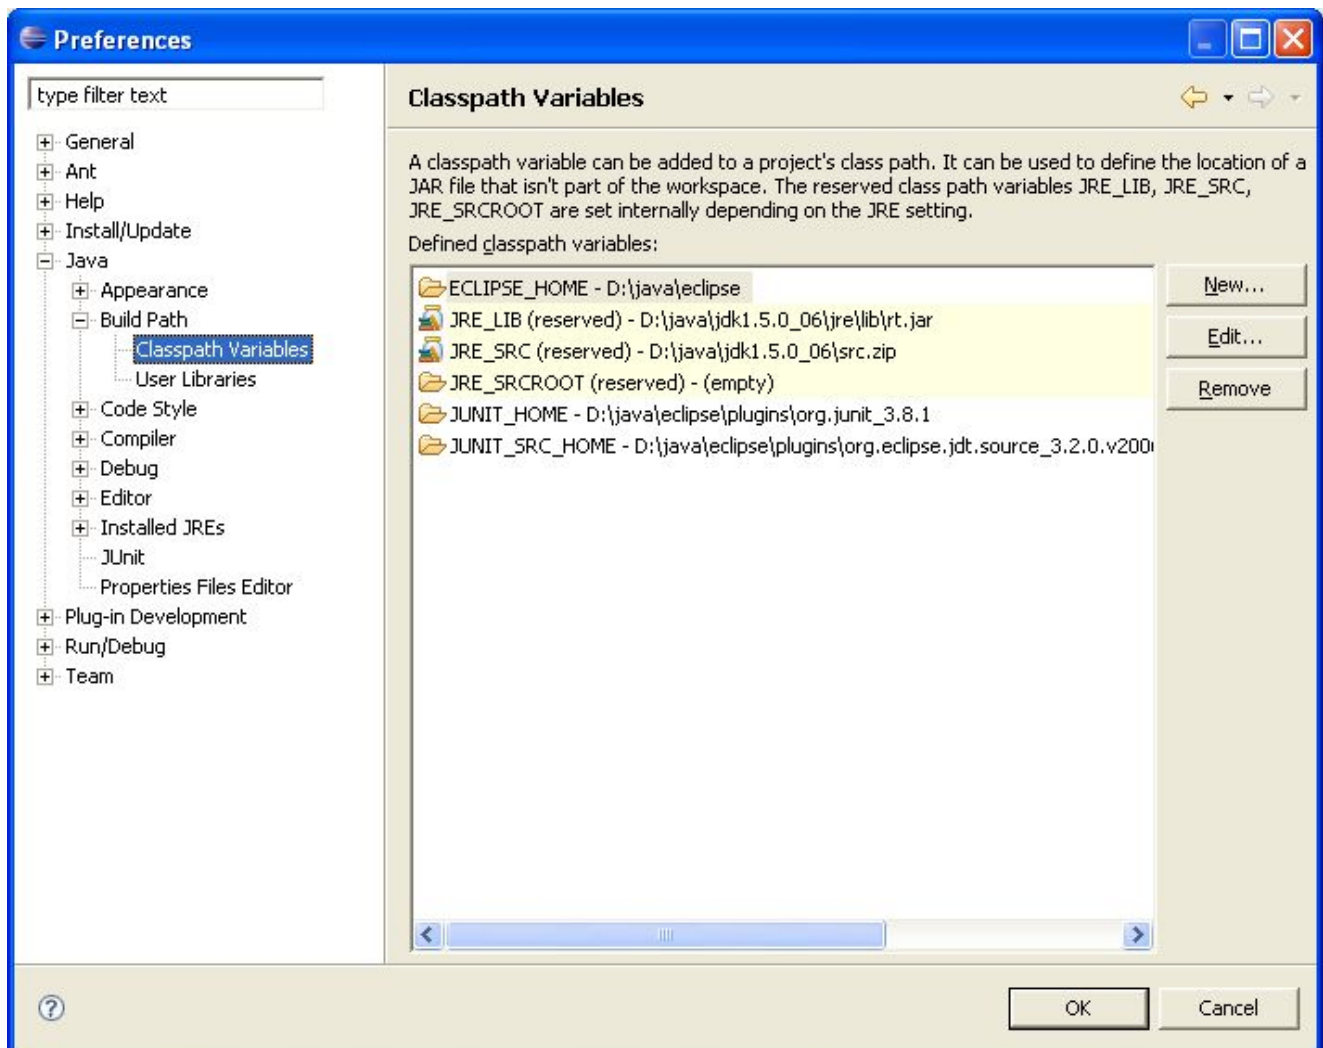 Preferences
type filter text
General
Ant
Help
Install/Update
Java
Appearance
Build Path
Classpath Variables
User Libraries
Code Style
Compiler
Debug
Editor
Installed JREs
JUnit
Properties Files Editor
Plug-in Development
Run/Debug
Team
Classpath Variables
A classpath variable can be added to a project's class path. It can be used to define the location of a
JAR file that isn't part of the workspace. The reserved class path variables JRE_LIB, JRE_SRC,
JRE_SRCROOT are set internally depending on the JRE setting.
Defined classpath variables:
ECLIPSE_HOME - D:\java\eclipse
JRE_LIB (reserved) - D:\java\jdk1.5.0_06\jre\lib\rt.jar
JRE_SRC (reserved) - D:\java\jdk1.5.0_06\src.zip
JRE_SRCROOT (reserved) - (empty)
JUNIT_HOME - D:\java\eclipse\plugins\org.junit_3.8.1
JUNIT_SRC_HOME - D:\java\eclipse\plugins\org.eclipse.jdt.source_3.2.0.v200
New...
Edit...
Remove
OK
Cancel